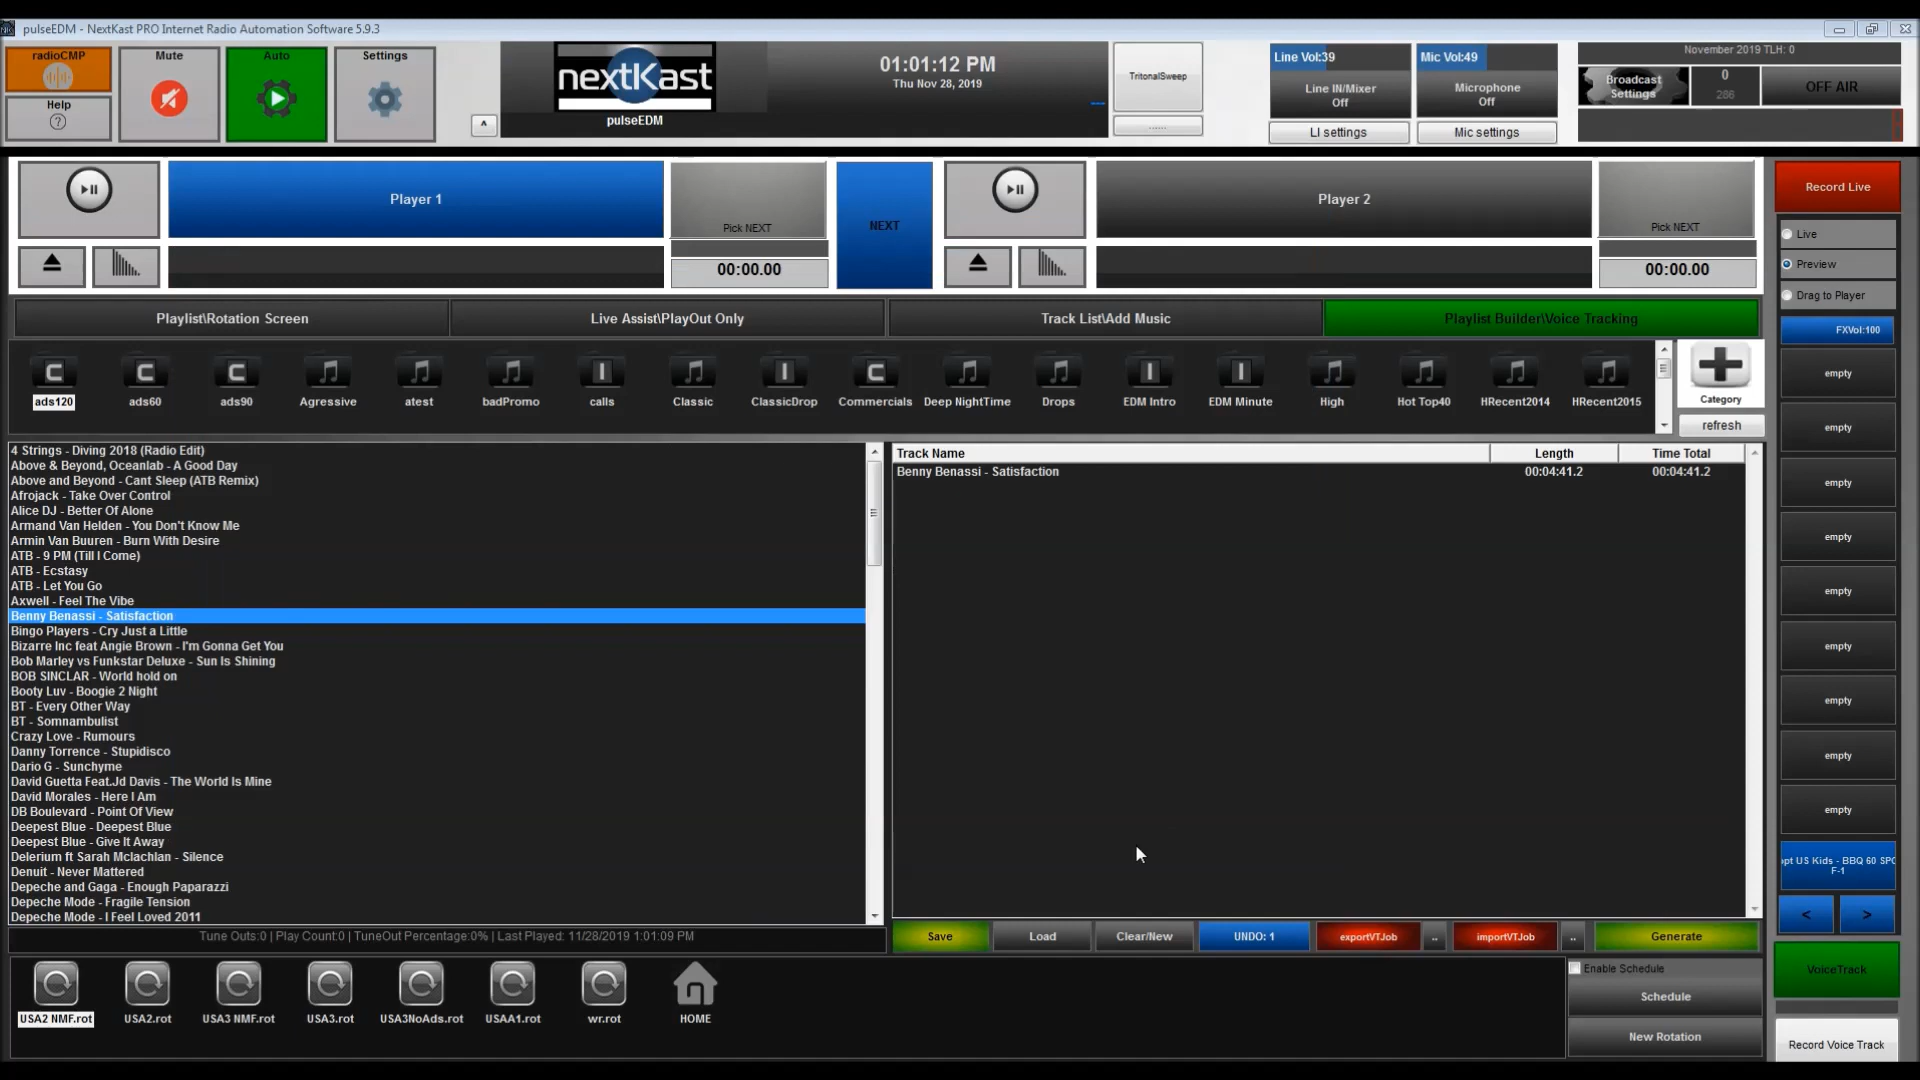 pulseEDM - NextKast PRO Internet Radio Automation Software 5.9.3
radioCMP
Help
Mute
Auto
Settings
^
nextKast
pulseEDM
01:01:12 PM
Thu Nov 28, 2019
TritonalSweep
......
Line Vol:39
Line IN/Mixer
Off
LI settings
Mic Vol:49
Microphone
Off
Mic settings
November 2019 TLH: 0
Broadcast
Settings
0
286
OFF AIR
Player 1
Pick NEXT
00:00.00
NEXT
Player 2
Pick NEXT
00:00.00
Record Live
Live
Preview
Drag to Player
FXVol:100
Playlist\Rotation Screen
Live Assist\PlayOut Only
Track List\Add Music
Playlist Builder\Voice Tracking
ads120
ads60
ads90
Agressive
atest
badPromo
calls
Classic
ClassicDrop
Commercials
Deep NightTime
Drops
EDM Intro
EDM Minute
High
Hot Top40
HRecent2014
HRecent2015
Category
refresh
4 Strings - Diving 2018 (Radio Edit)
Above & Beyond, Oceanlab - A Good Day
Above and Beyond - Cant Sleep (ATB Remix)
Afrojack - Take Over Control
Alice DJ - Better Of Alone
Armand Van Helden - You Don't Know Me
Armin Van Buuren - Burn With Desire
ATB - 9 PM (Till I Come)
ATB - Ecstasy
ATB - Let You Go
Axwell - Feel The Vibe
Benny Benassi - Satisfaction
Bingo Players - Cry Just a Little
Bizarre Inc feat Angie Brown - I'm Gonna Get You
Bob Marley vs Funkstar Deluxe - Sun Is Shining
BOB SINCLAR - World hold on
Booty Luv - Boogie 2 Night
BT - Every Other Way
BT - Somnambulist
Crazy Love - Rumours
Danny Torrence - Stupidisco
Dario G - Sunchyme
David Guetta Feat.Jd Davis - The World Is Mine
David Morales - Here I Am
DB Boulevard - Point Of View
Deepest Blue - Deepest Blue
Deepest Blue - Give It Away
Delerium ft Sarah Mclachlan - Silence
Denuit - Never Mattered
Depeche and Gaga - Enough Paparazzi
Depeche Mode - Fragile Tension
Depeche Mode - I Feel Loved 2011
Track Name Length Time Total
Benny Benassi - Satisfaction 00:04:41.2 00:04:41.2
empty
empty
empty
empty
empty
empty
empty
empty
empty
opt US Kids - BBQ 60 SPO
F-1
< >
Tune Outs:0 | Play Count:0 | TuneOut Percentage:0% | Last Played: 11/28/2019 1:01:09 PM
Save
Load
Clear/New
UNDO: 1
exportVTJob
..
importVTJob
..
Generate
USA2 NMF.rot
USA2.rot
USA3 NMF.rot
USA3.rot
USA3NoAds.rot
USAA1.rot
wr.rot
HOME
Enable Schedule
Schedule
New Rotation
VoiceTrack
Record Voice Track